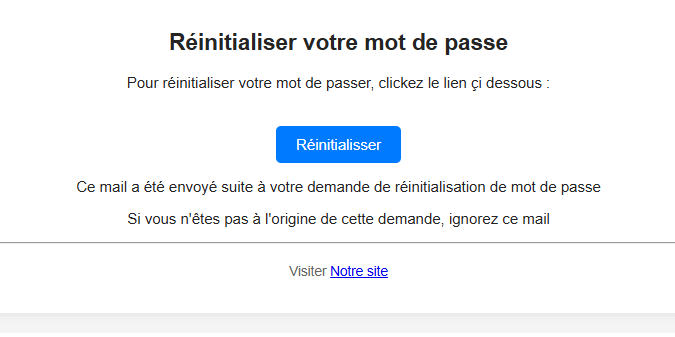 Réinitialiser votre mot de passe
Pour réinitialiser votre mot de passer, clickez le lien çi dessous :
Réinitialisser
Ce mail a été envoyé suite à votre demande de réinitialisation de mot de passe
Si vous n'êtes pas à l'origine de cette demande, ignorez ce mail
Visiter Notre site